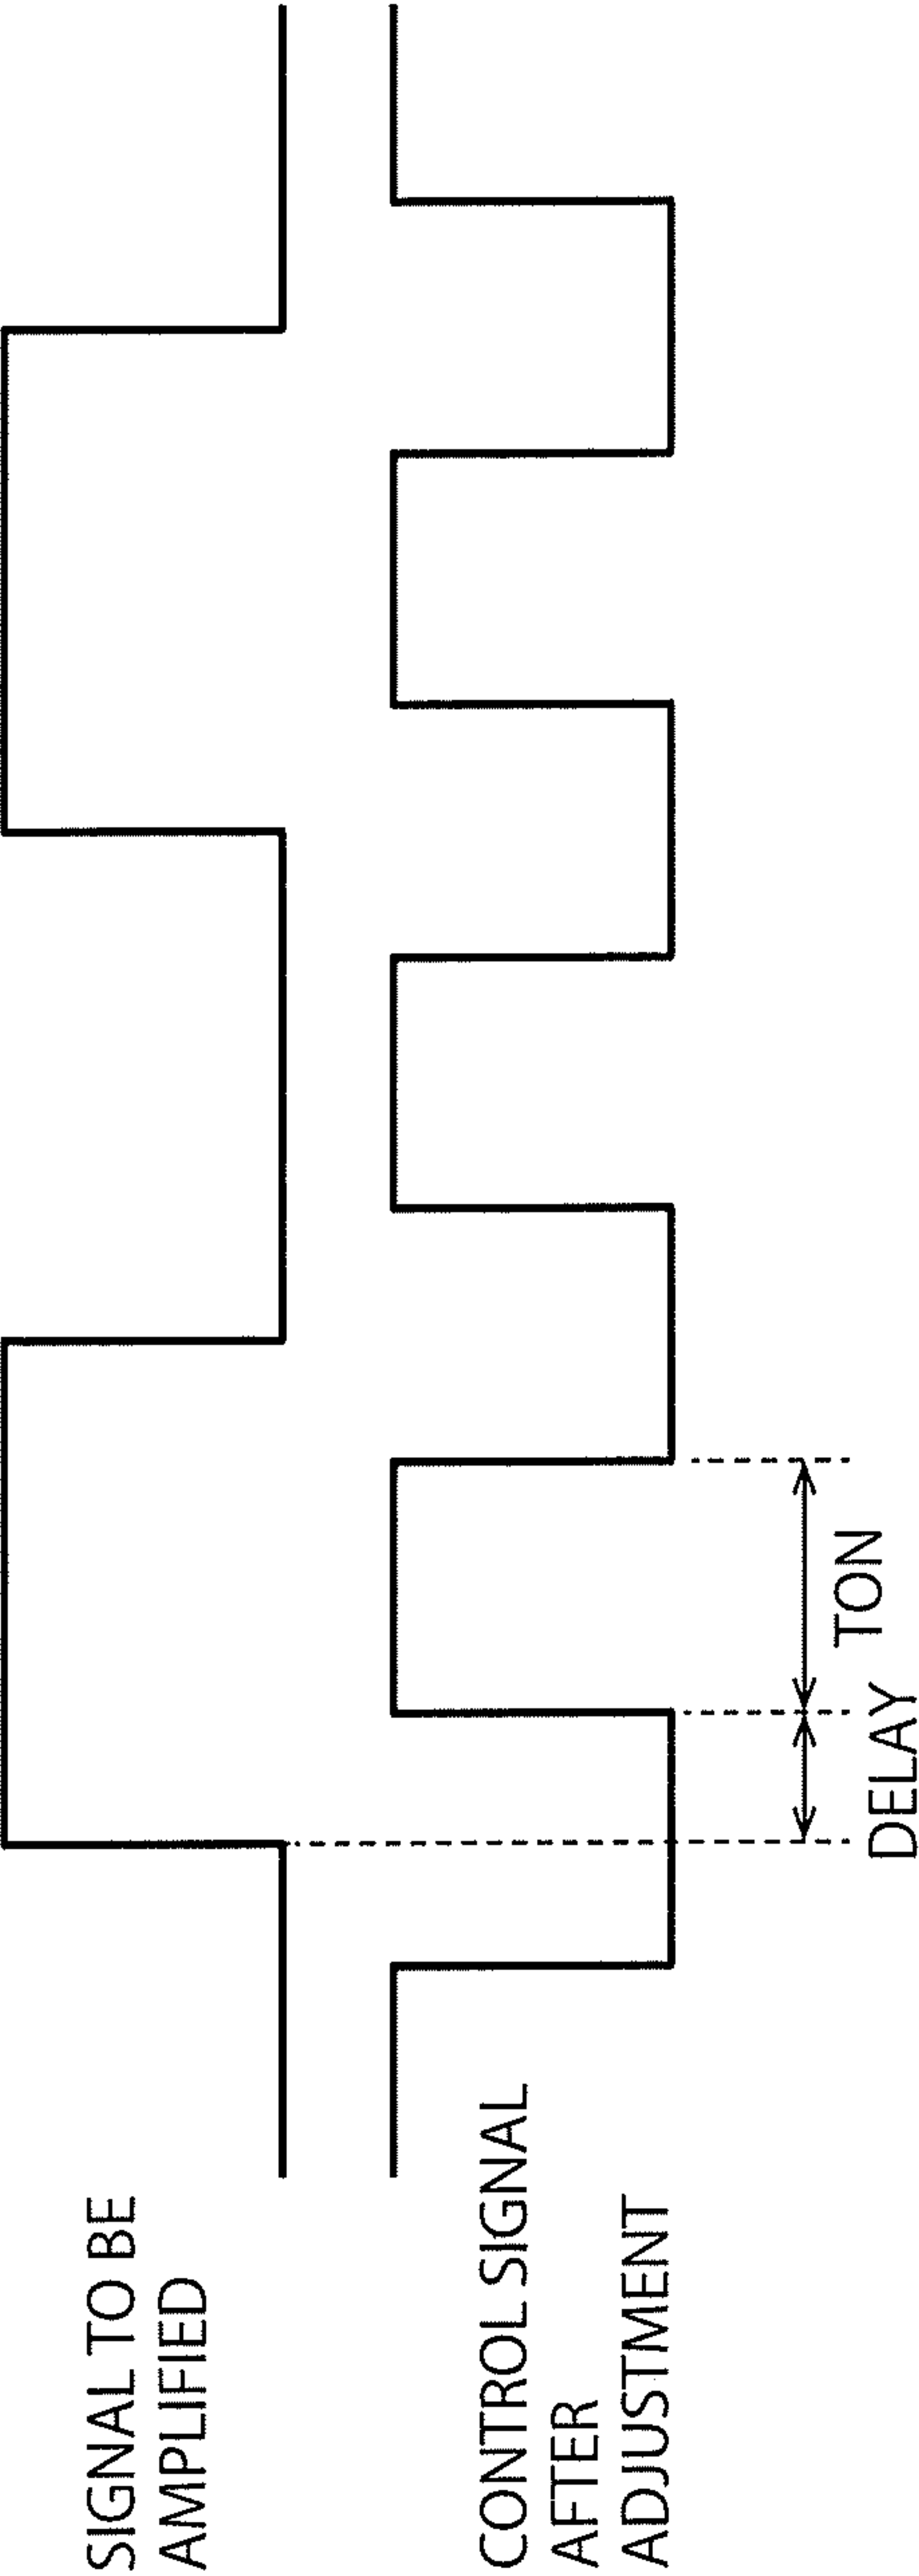 SIGNAL TO BE
AMPLIFIED
CONTROL SIGNAL
AFTER
ADJUSTMENT
DELAY
TON